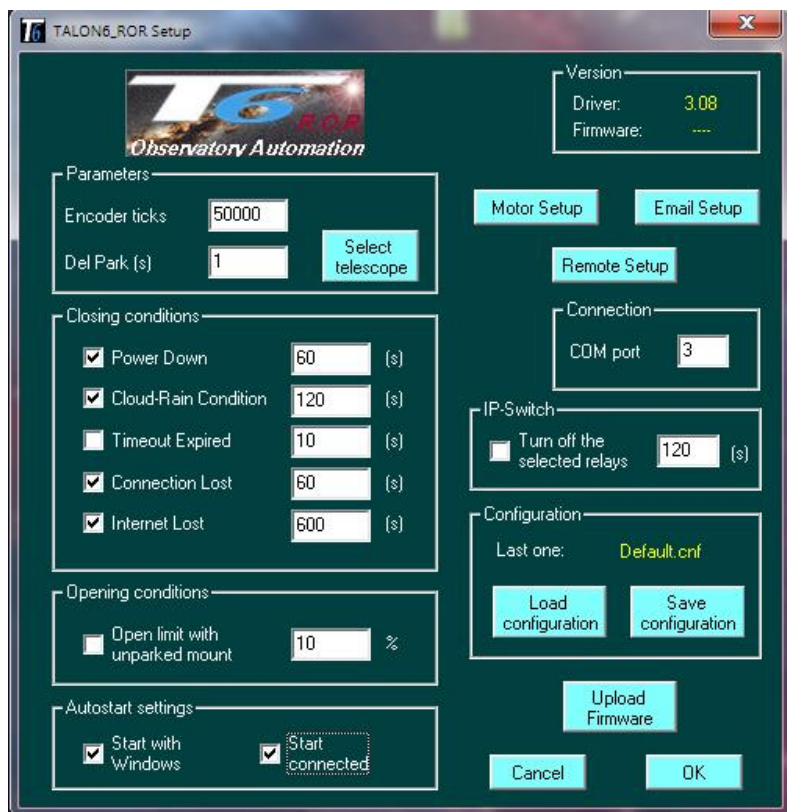 TALON6_ROR Setup
T6
R.O.R
Observatory Automation
Version
Driver: 3.08
Firmware: ----
Parameters
Encoder ticks 50000
Del Park (s) 1
Select
telescope
Motor Setup
Email Setup
Remote Setup
Closing conditions
Power Down 60 (s)
Cloud-Rain Condition 120 (s)
Timeout Expired 10 (s)
Connection Lost 60 (s)
Internet Lost 600 (s)
Connection
COM port 3
IP-Switch
Turn off the
selected relays 120 (s)
Configuration
Last one: Default.cnf
Load
configuration
Save
configuration
Opening conditions
Open limit with
unparked mount 10 %
Autostart settings
Start with
Windows
Start
connected
Upload
Firmware
Cancel
OK